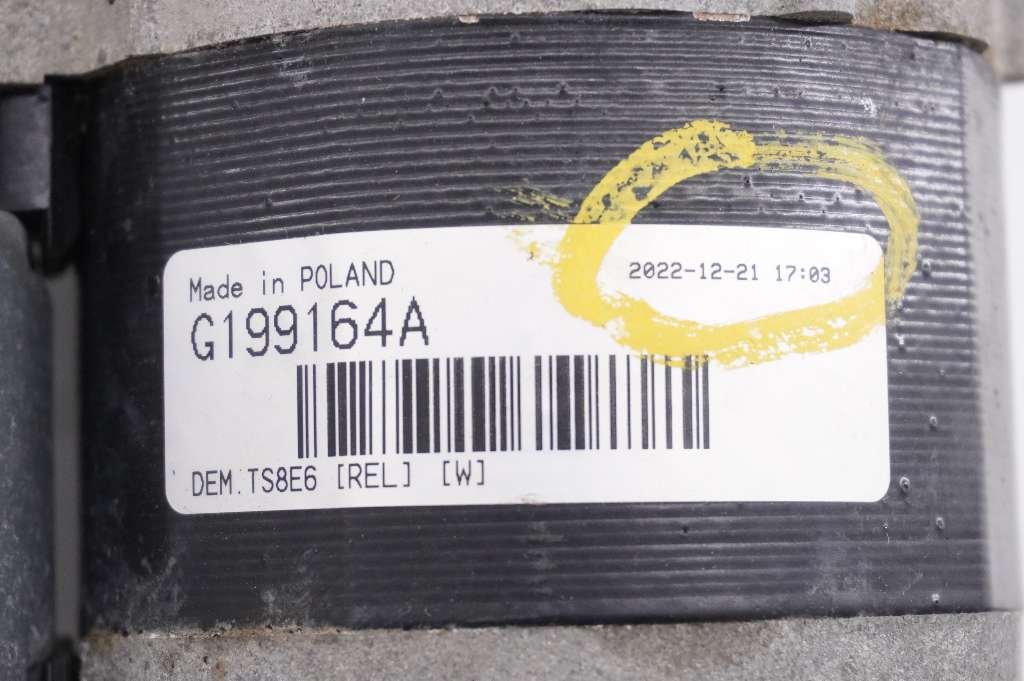 Made in POLAND
2022-12-21 17:03
G199164A
DEM.TS8E6 [REL] [W]